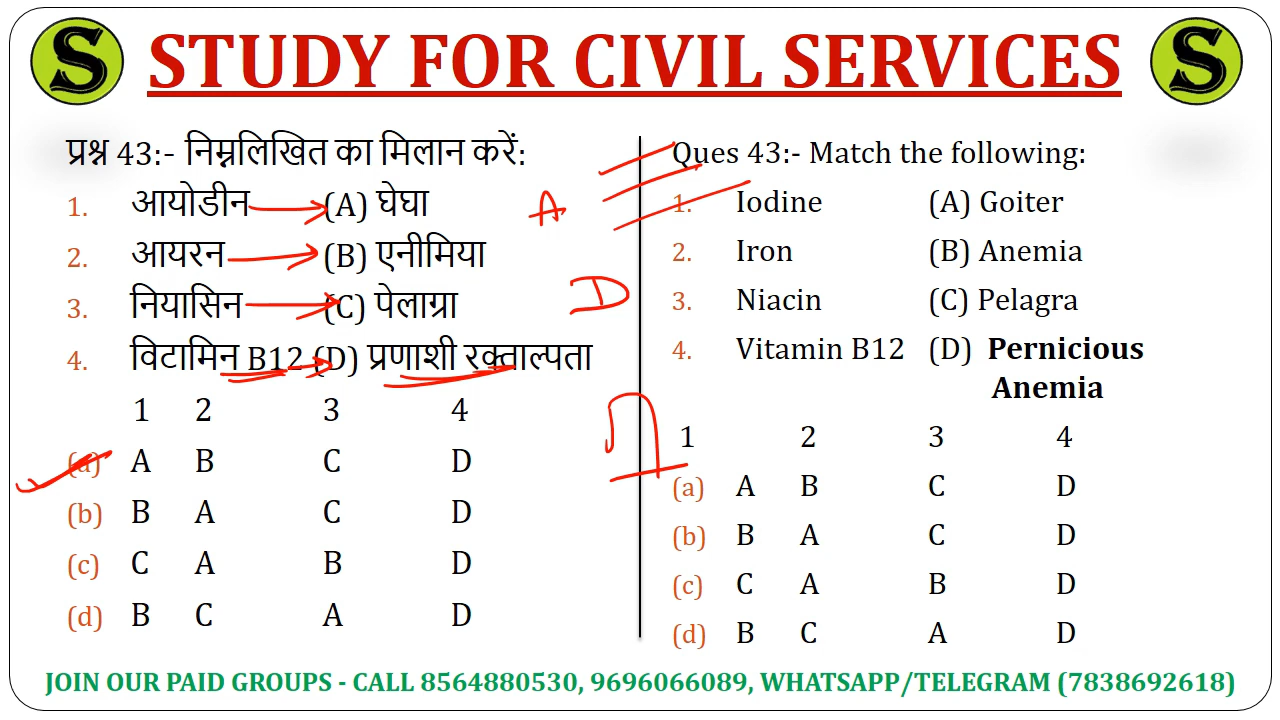 S STUDY FOR CIVIL SERVICES S
प्रश्न 43:- निम्नलिखित का मिलान करें:
1. आयोडीन (A) घेघा
2. आयरन (B) एनीमिया
3. नियासिन (C) पेलाग्रा
4. विटामिन B12 (D) प्रणाशी रक्ताल्पता
1 2 3 4
(a) A B C D
(b) B A C D
(c) C A B D
(d) B C A D
A
D
Ques 43:- Match the following:
1. Iodine (A) Goiter
2. Iron (B) Anemia
3. Niacin (C) Pelagra
4. Vitamin B12 (D) Pernicious
Anemia
1 2 3 4
(a) A B C D
(b) B A C D
(c) C A B D
(d) B C A D
JOIN OUR PAID GROUPS - CALL 8564880530, 9696066089, WHATSAPP/TELEGRAM (7838692618)